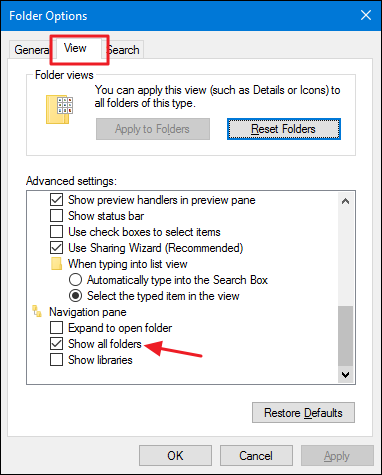 Folder Options
General View Search
Folder views
You can apply this view (such as Details or Icons) to
all folders of this type.
Apply to Folders Reset Folders
Advanced settings:
Show preview handlers in preview pane
Show status bar
Use check boxes to select items
Use Sharing Wizard (Recommended)
When typing into list view
Automatically type into the Search Box
Select the typed item in the view
Navigation pane
Expand to open folder
Show all folders
Show libraries
Restore Defaults
OK Cancel Apply